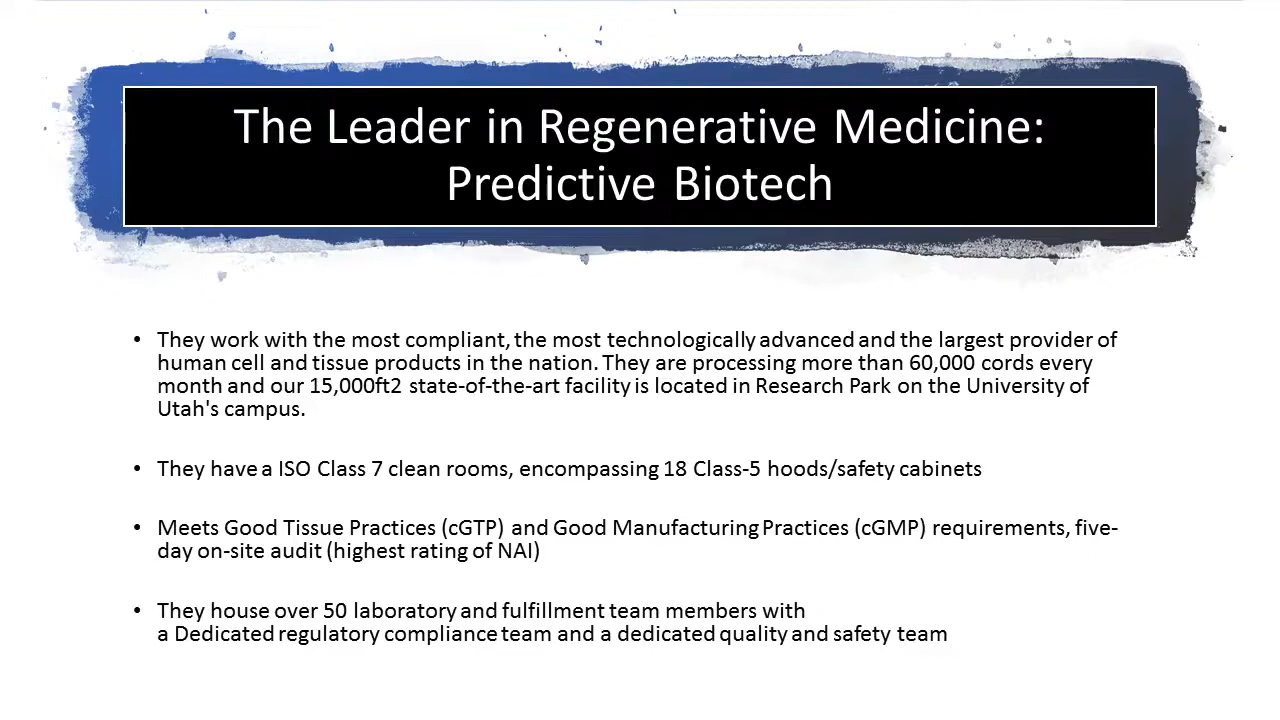 The Leader in Regenerative Medicine:
Predictive Biotech
• They work with the most compliant, the most technologically advanced and the largest provider of
human cell and tissue products in the nation. They are processing more than 60,000 cords every
month and our 15,000ft2 state-of-the-art facility is located in Research Park on the University of
Utah's campus.
• They have a ISO Class 7 clean rooms, encompassing 18 Class-5 hoods/safety cabinets
• Meets Good Tissue Practices (cGTP) and Good Manufacturing Practices (cGMP) requirements, five-
day on-site audit (highest rating of NAI)
• They house over 50 laboratory and fulfillment team members with
a Dedicated regulatory compliance team and a dedicated quality and safety team